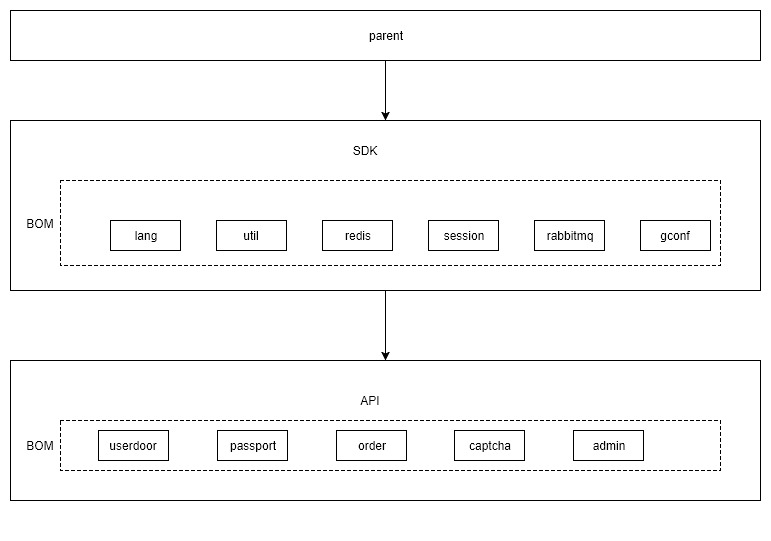 parent
SDK
BOM
lang util redis session rabbitmq gconf
API
BOM
userdoor passport order captcha admin